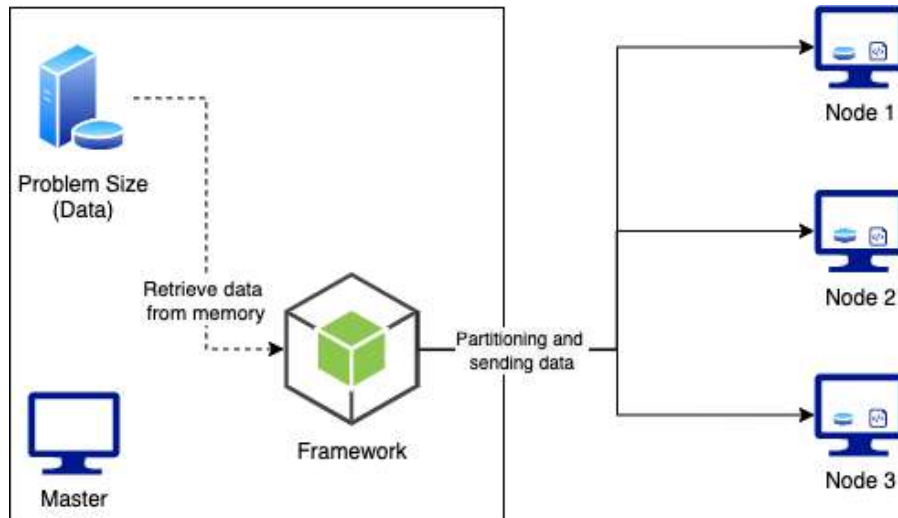 Problem Size
(Data)
Retrieve data
from memory
Framework
Master
Partitioning and
sending data
Node 1
Node 2
Node 3